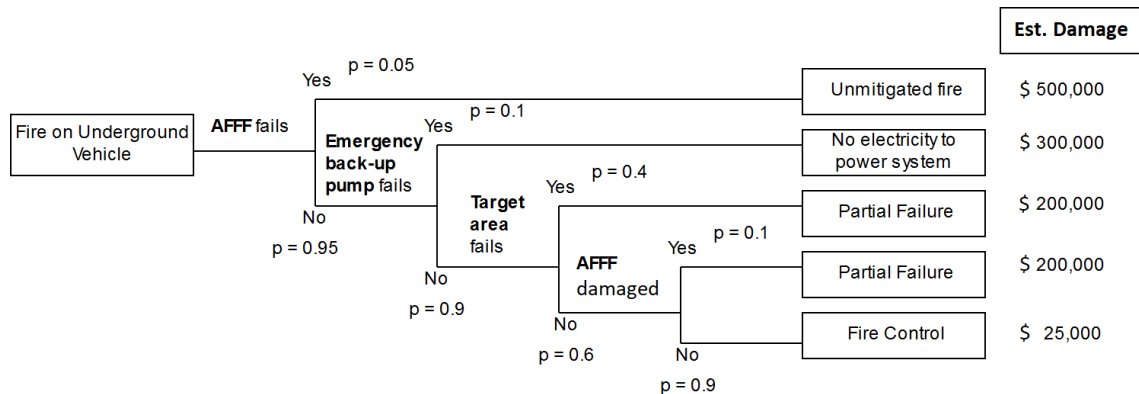 Est. Damage
p = 0.05
Yes
Unmitigated fire
$ 500,000
Fire on Underground
Vehicle
AFFF fails
p = 0.1
Yes
Emergency
back-up
pump fails
No electricity to
power system
$ 300,000
No
p = 0.95
p = 0.4
Yes
Target
area
fails
Partial Failure
$ 200,000
No
p = 0.9
p = 0.1
Yes
AFFF
damaged
Partial Failure
$ 200,000
No
p = 0.6
Fire Control
$ 25,000
No
p = 0.9